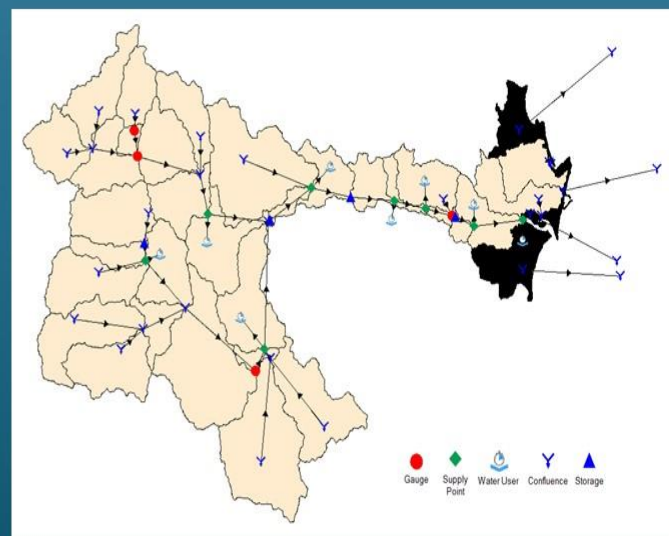 Gauge
Supply
Point
Water User
Confluence
Storage